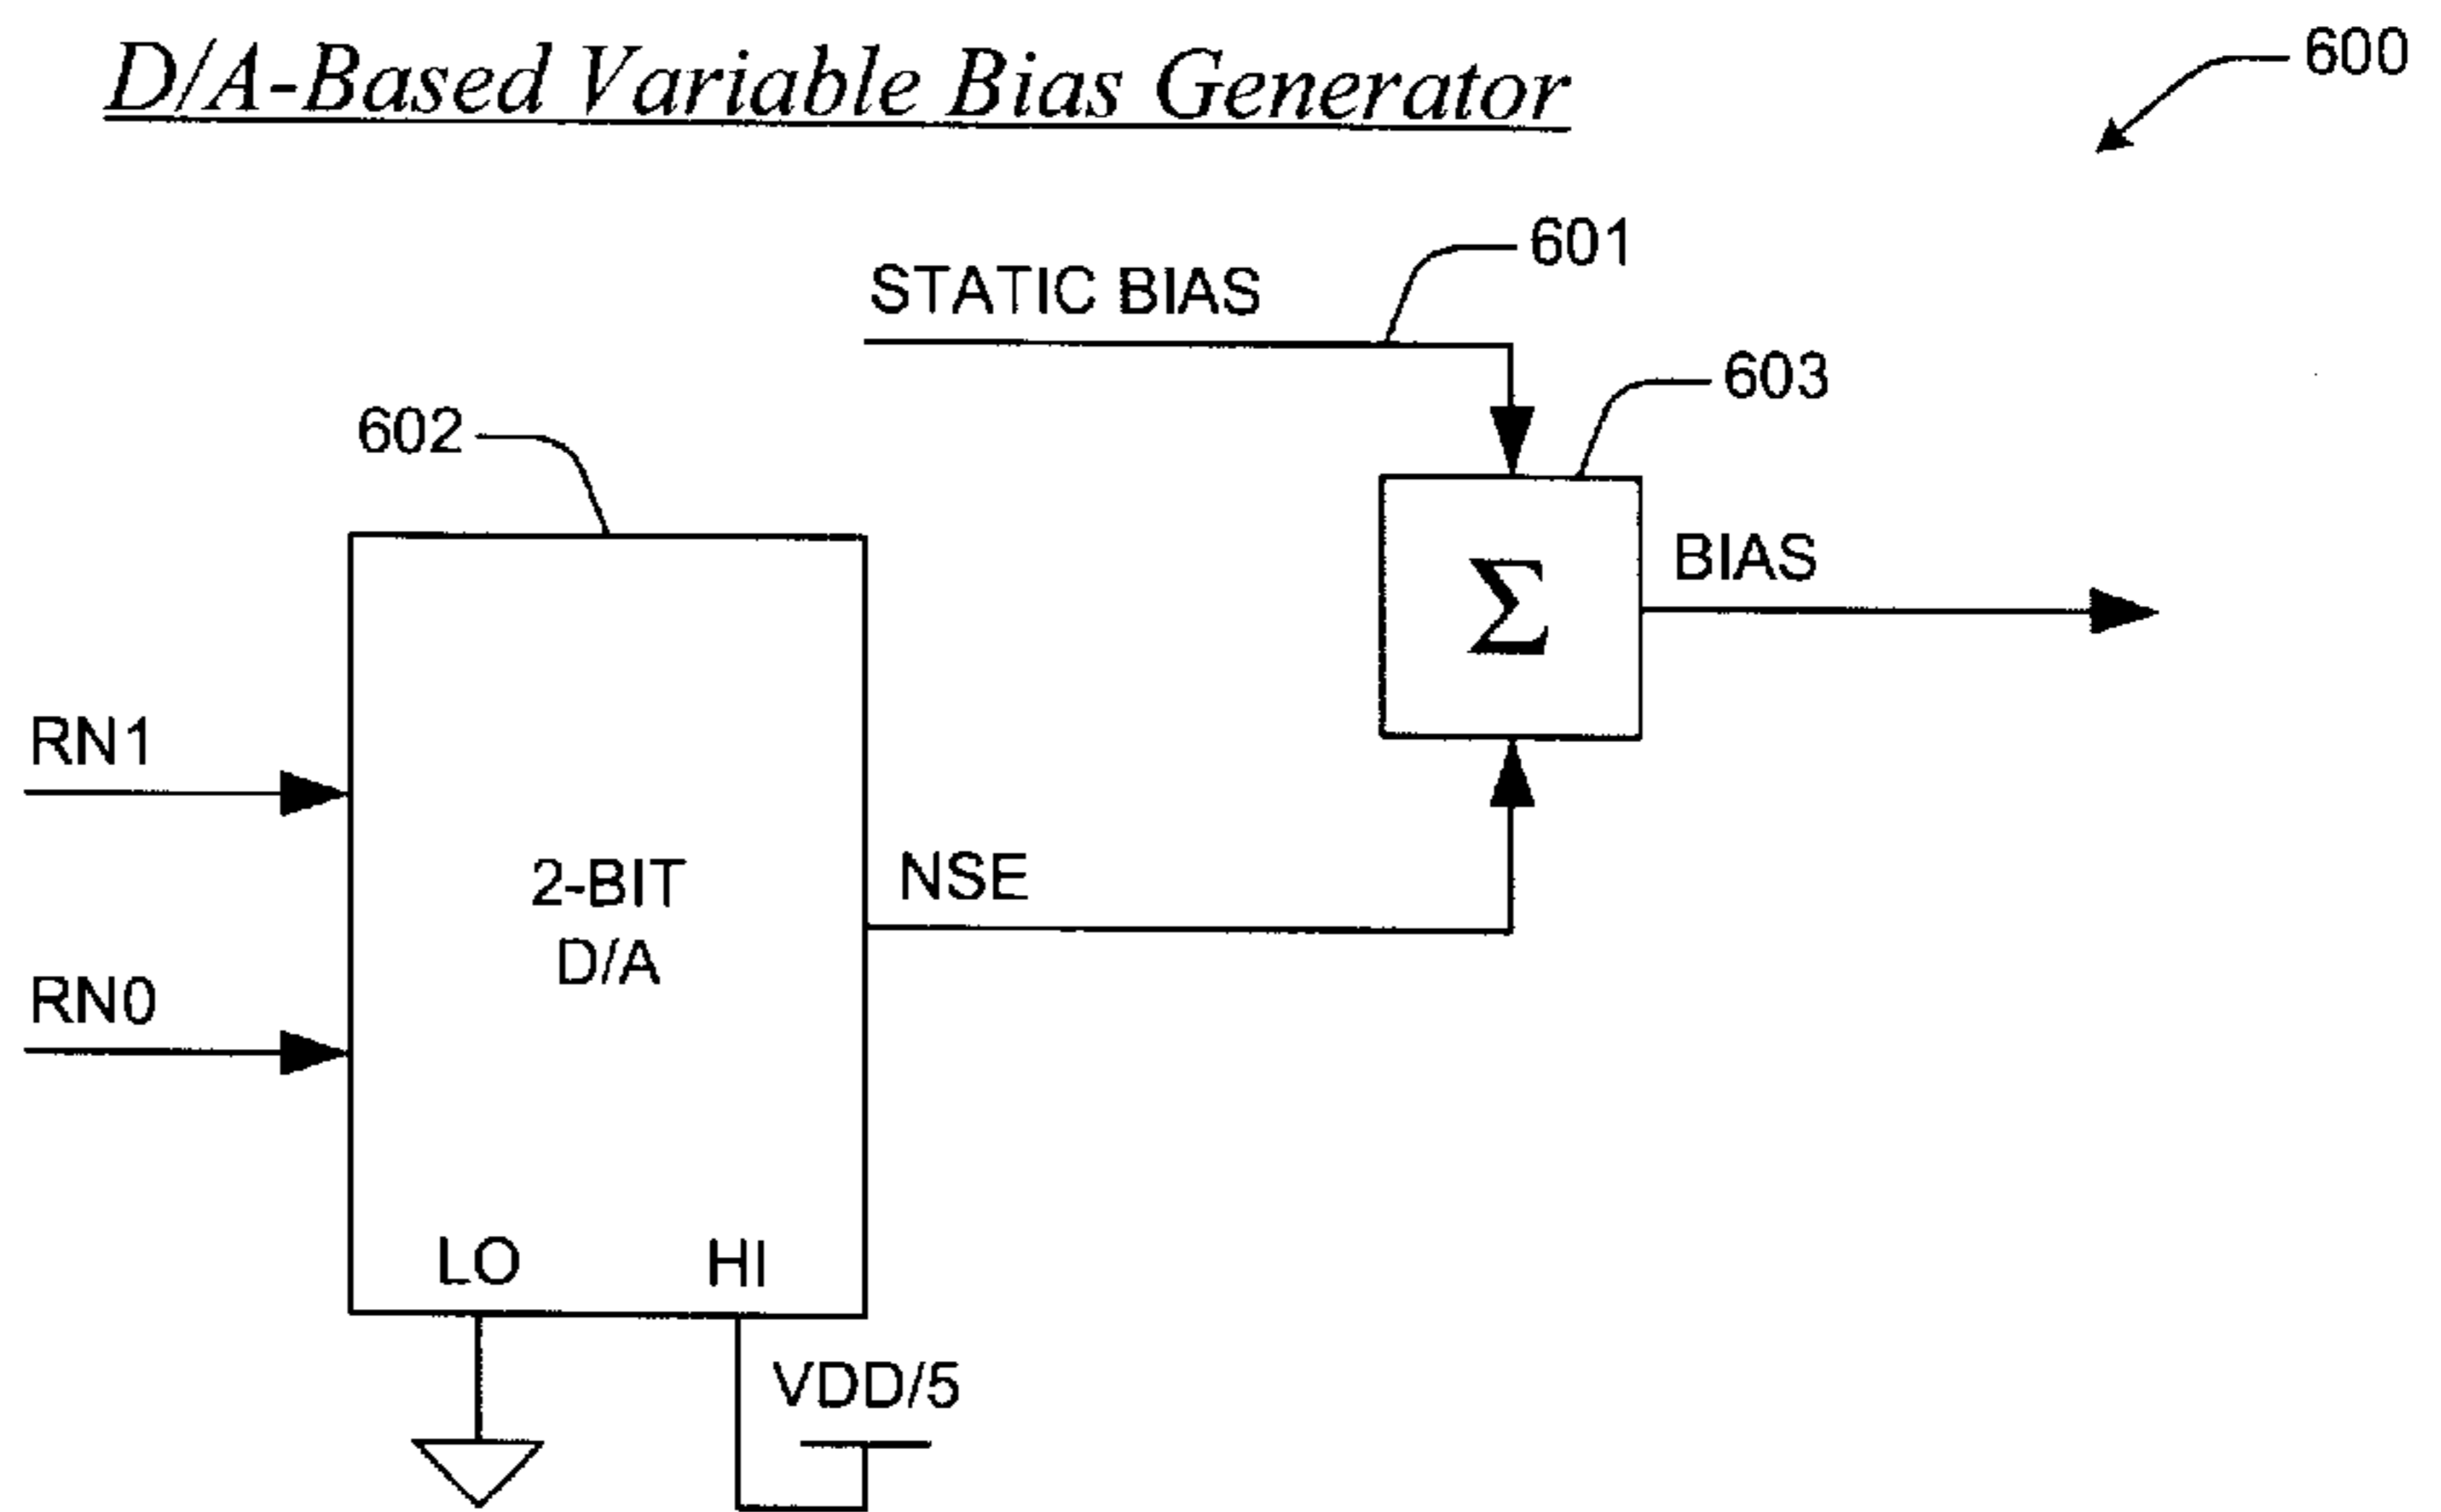 D/A-Based Variable Bias Generator
600
STATIC BIAS
601
603
602
Σ
BIAS
RN1
2-BIT
D/A
NSE
RN0
LO
HI
VDD/5